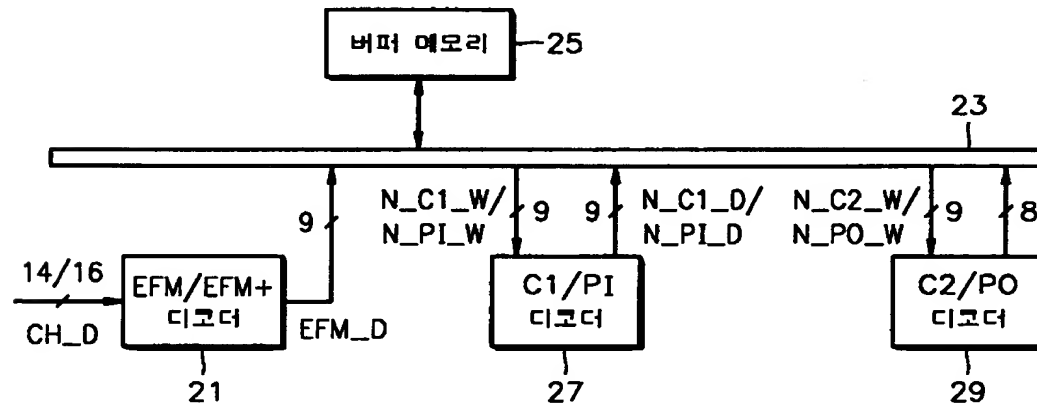 버퍼 메모리
25
23
N_C1_W/
N_PI_W
9
9
N_C1_D/
N_PI_D
N_C2_W/
N_PO_W
9
8
9
14/16
CH_D
EFM/EFM+
디코더
EFM_D
C1/PI
디코더
C2/PO
디코더
21
27
29